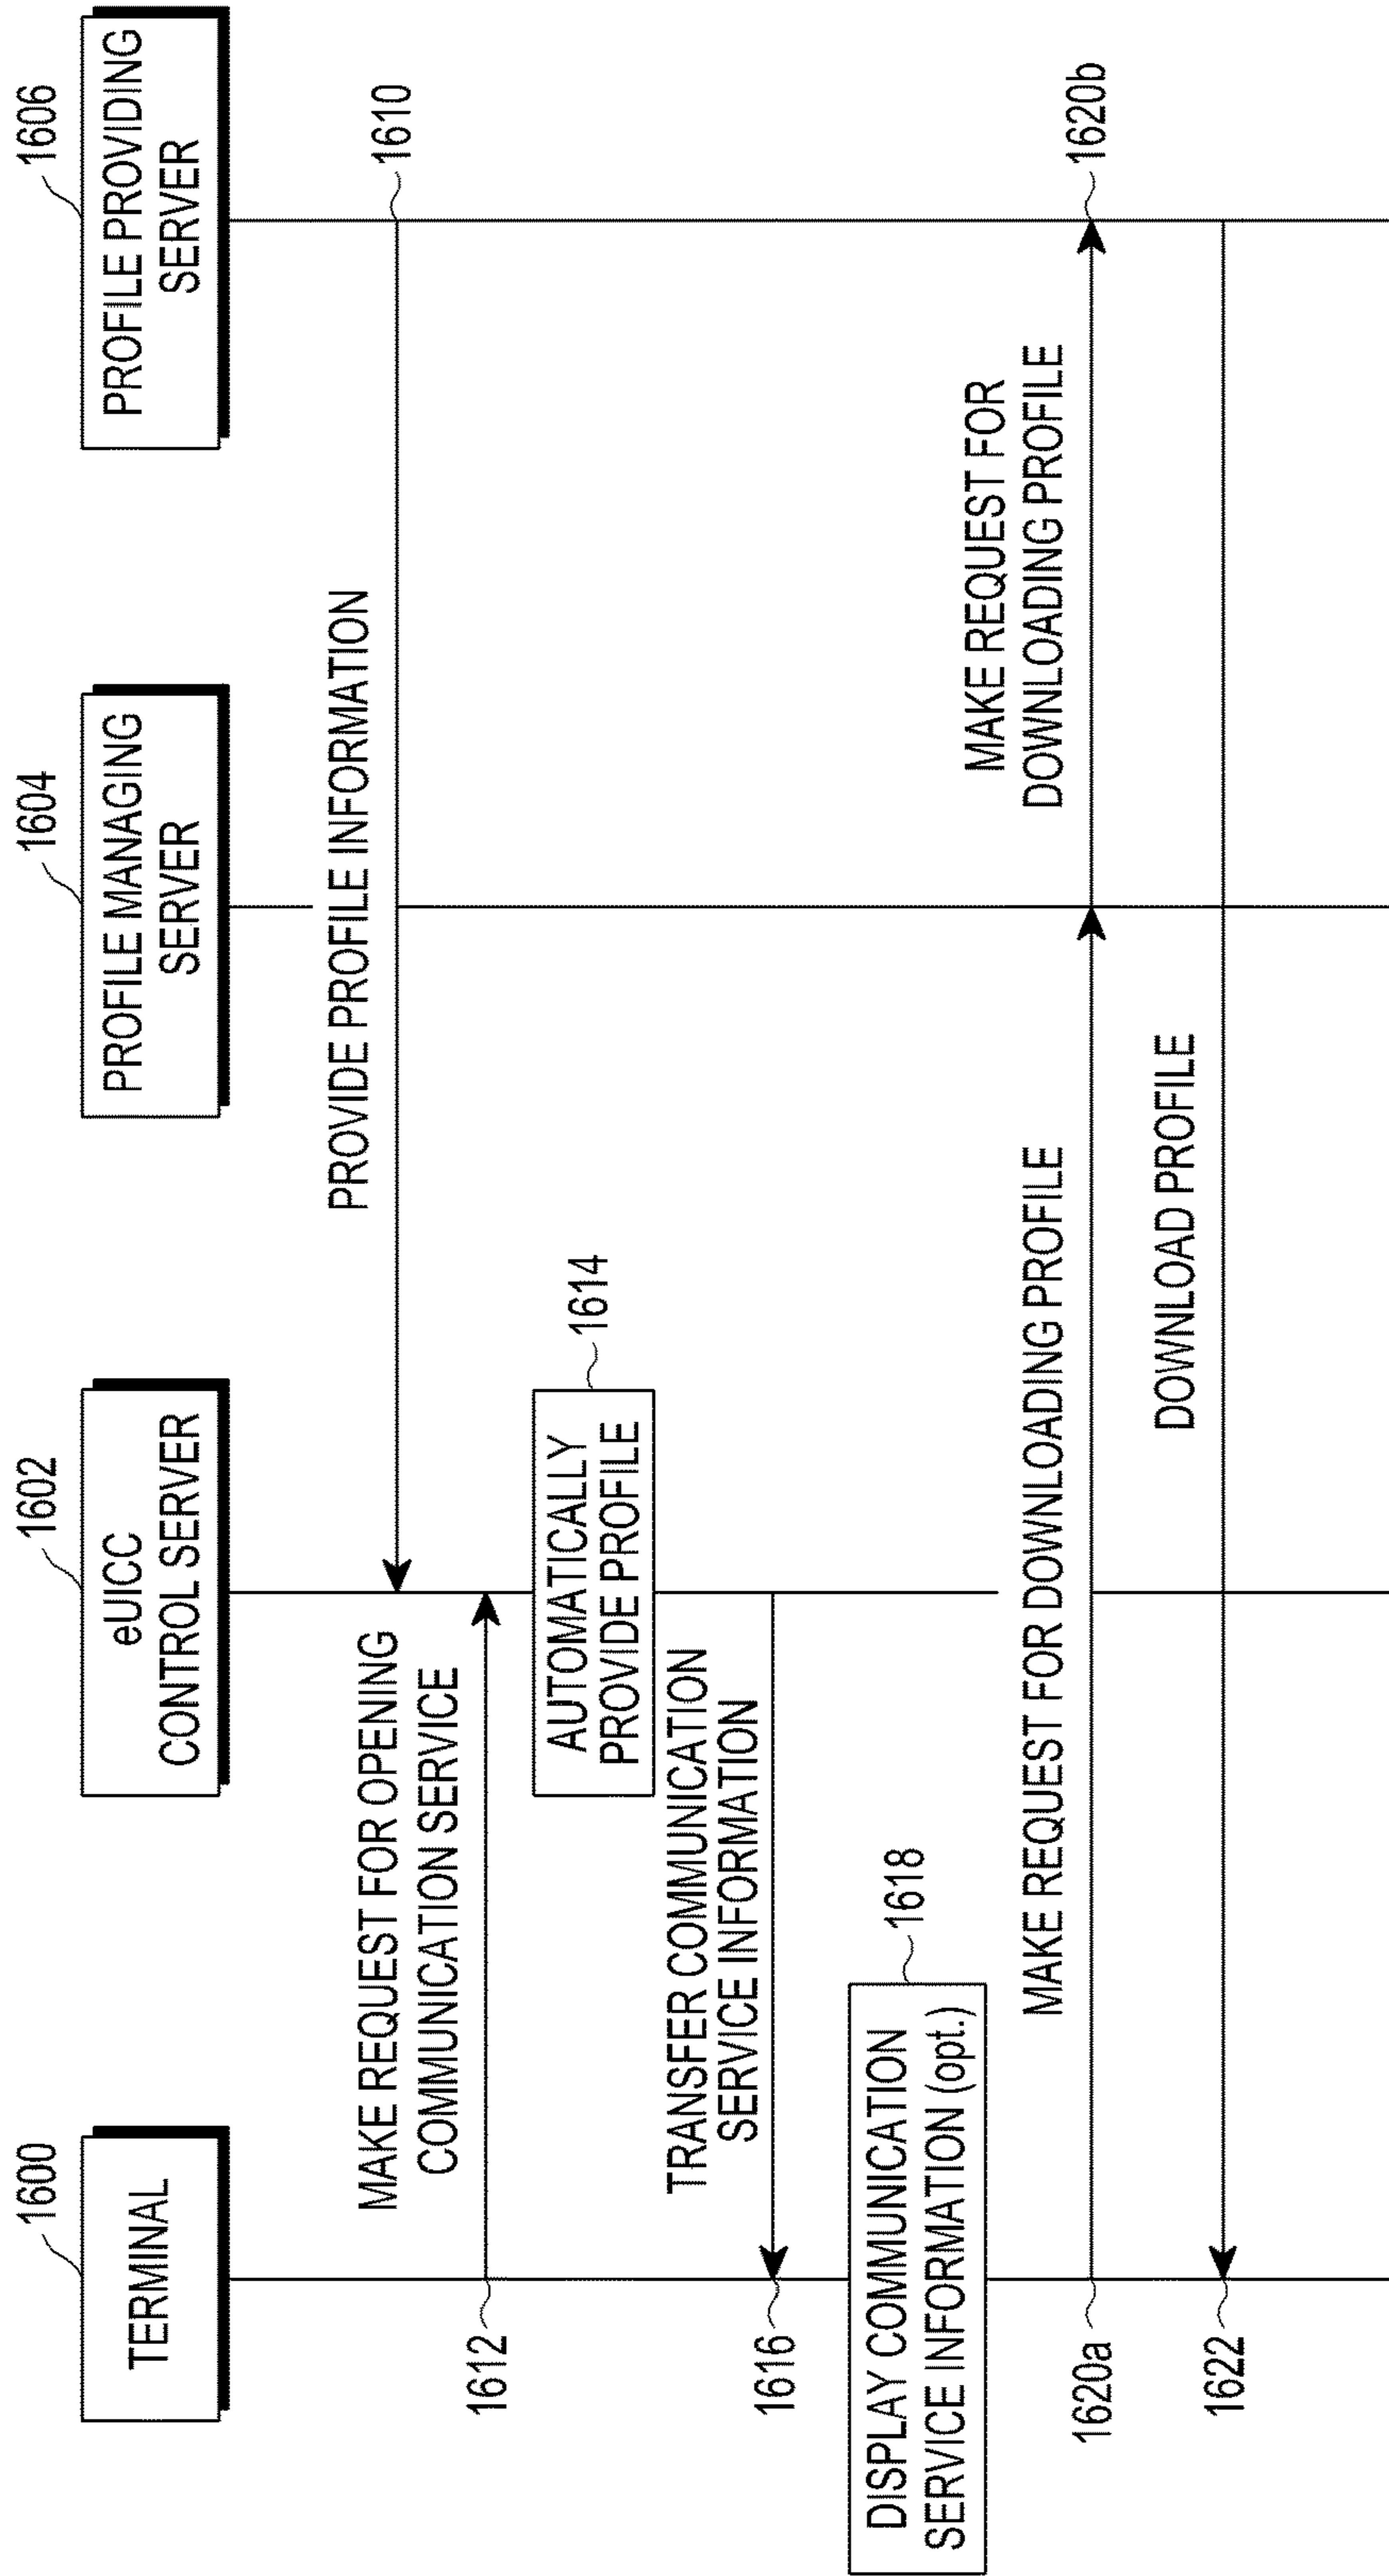 1600
TERMINAL
1602
eUICC
CONTROL SERVER
1604
PROFILE MANAGING
SERVER
1606
PROFILE PROVIDING
SERVER
PROVIDE PROFILE INFORMATION
1610
MAKE REQUEST FOR OPENING
COMMUNICATION SERVICE
1612
AUTOMATICALLY
PROVIDE PROFILE
1614
TRANSFER COMMUNICATION
SERVICE INFORMATION
1616
DISPLAY COMMUNICATION
SERVICE INFORMATION (opt.)
1618
MAKE REQUEST FOR DOWNLOADING PROFILE
1620a
MAKE REQUEST FOR
DOWNLOADING PROFILE
1620b
DOWNLOAD PROFILE
1622